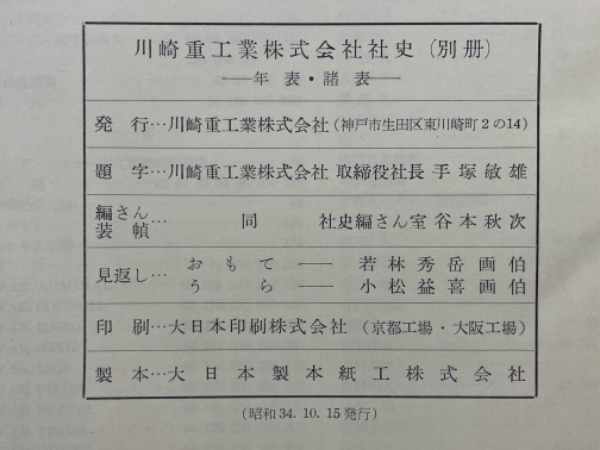 川崎重工業株式会社社史（別册）
――年表・諸表――
発行…川崎重工業株式会社（神戸市生田区東川崎町2の14）
題字…川崎重工業株式会社 取締役社長 手塚敏雄
編さん
装幀… 同 社史編さん室 谷本秋次
見返し… おもて ―― 若林秀岳画伯
うら ―― 小松益喜画伯
印刷…大日本印刷株式会社（京都工場・大阪工場）
製本…大日本製本紙工株式会社
（昭和34. 10. 15発行）